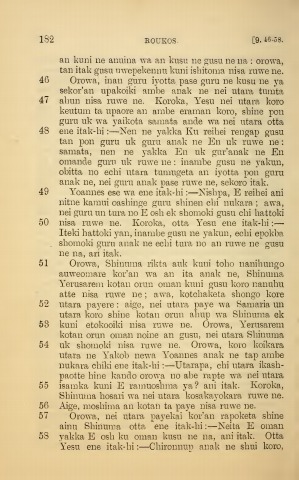 182 ROUKOS. [9. 46-58.
an kuni ne anuina wa an kusu ne gusu ne na: orowa,
tan itak gusu uwepekennu kuni ishitoma nisa ruwe ne.
46 Orowa, inan guru iyotta pase guru ne kusu ne ya
sekor'an upakoiki ambe anak ne nei utara tumta
47 ahun nisa ruwe ne. Koroka, Yesu nei utara koro
keutum ta upaore an ambe eraman koro, shine pon
guru uk wa yaikota samata ande wa nei utara otta
48 ene itak-hi:—Nen ne yakka Ku reihei rengap gusu
tan pon guru uk guru anak ne En uk ruwe ne:
samata, nen ne yakka En uk gur'anak ne En
omande guru uk ruwe ne: inambe gusu ne yakun,
obitta no echi utara tumugeta an iyotta pon guru
anak ne, nei guru anak pase ruwe ne, sekoro itak.
49 Yoannes ese wa ene itak-hi:—Nishpa, E reihei ani
nitne kamui oashinge guru shinen chi nukara; awa,
nei guru un tura no E osh ek shomoki gusu chi hattoki
50 nisa ruwe ne. Koroka, otta Yesu ene itak-hi:—
Iteki hattoki yan, inambe gusu ne yakun, echi epokba
shomoki guru anak ne echi tura no an ruwe ne gusu
ne na, ari itak.
51 Orowa, Shinuma rikta auk kuni toho nanihungo
auweomare kor'an wa an ita anak ne, Shinuma
Yerusarem kotan orun oman kuni gusu koro nanuhu
atte nisa ruwe ne; awa, kotchaketa shongo kore
52 utara payere: aige, nei utara paye wa Samaria un
utara koro shine kotan orun ahup wa Shinuma ek
53 kuni etokooiki nisa ruwe ne. Orowa, Yerusarem
kotan orun oman noine an gusu, nei utara Shinuma
54 uk shomoki nisa ruwe ne. Orowa, koro koikara
utara ne Yakob newa Yoannes anak ne tap ambe
nukara chiki ene itak-hi:—Utarapa, chi utara ikash-
paotte hine kando orowa no abe rapte wa nei utara
55 isamka kuni E ramuoshma ya? ani itak. Koroka,
Shinuma hosari wa nei utara kosakayokara ruwe ne.
56 Aige, moshima an kotan ta paye nisa ruwe ne.
57 Orowa, nei utara payekai kor'an rapoketa shine
ainu Shinuma otta ene itak-hi:—Neita E oman
58 yakka E osh ku oman kusu ne na, ani itak. Otta
Yesu ene itak-hi:—Chironnup anak ne shui koro,